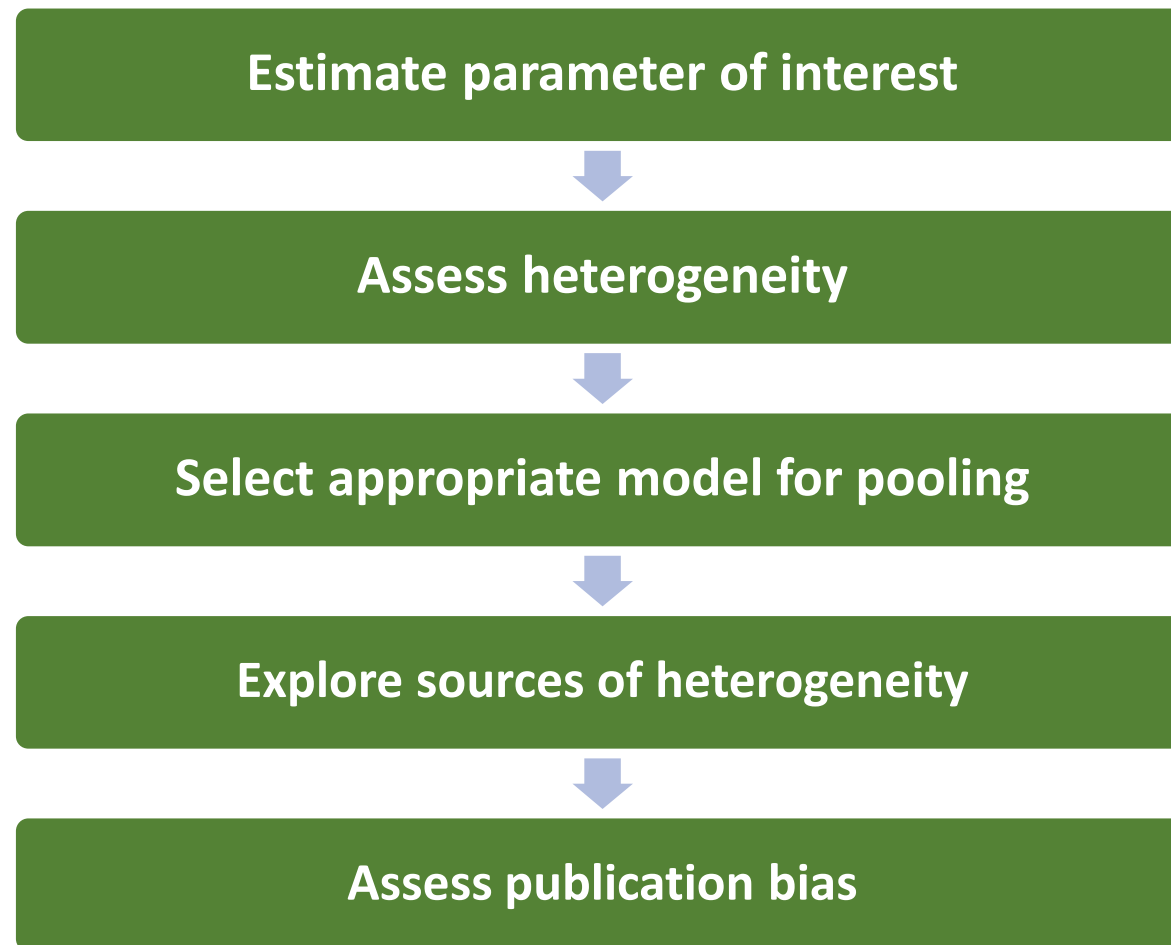 Estimate parameter of interest
Assess heterogeneity
Select appropriate model for pooling
Explore sources of heterogeneity
Assess publication bias